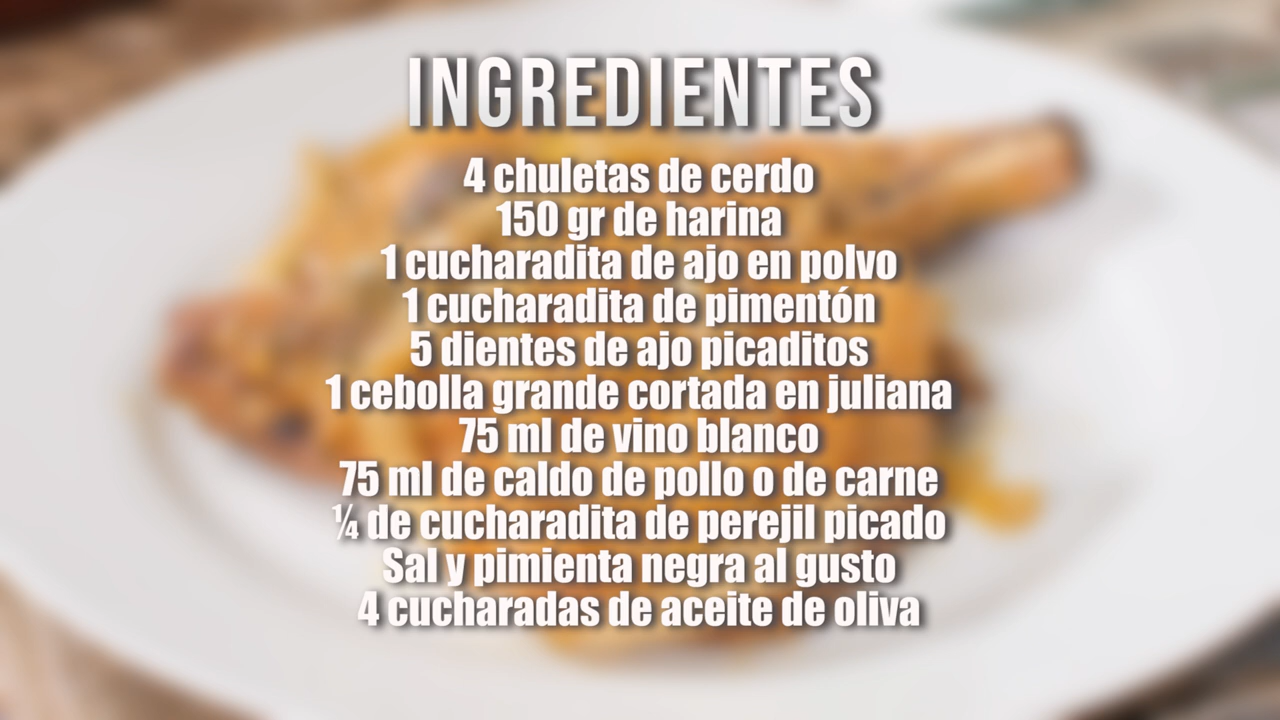 INGREDIENTES
4 chuletas de cerdo
150 gr de harina
1 cucharadita de ajo en polvo
1 cucharadita de pimentón
5 dientes de ajo picaditos
1 cebolla grande cortada en juliana
75 ml de vino blanco
75 ml de caldo de pollo o de carne
¼ de cucharadita de perejil picado
Sal y pimienta negra al gusto
4 cucharadas de aceite de oliva